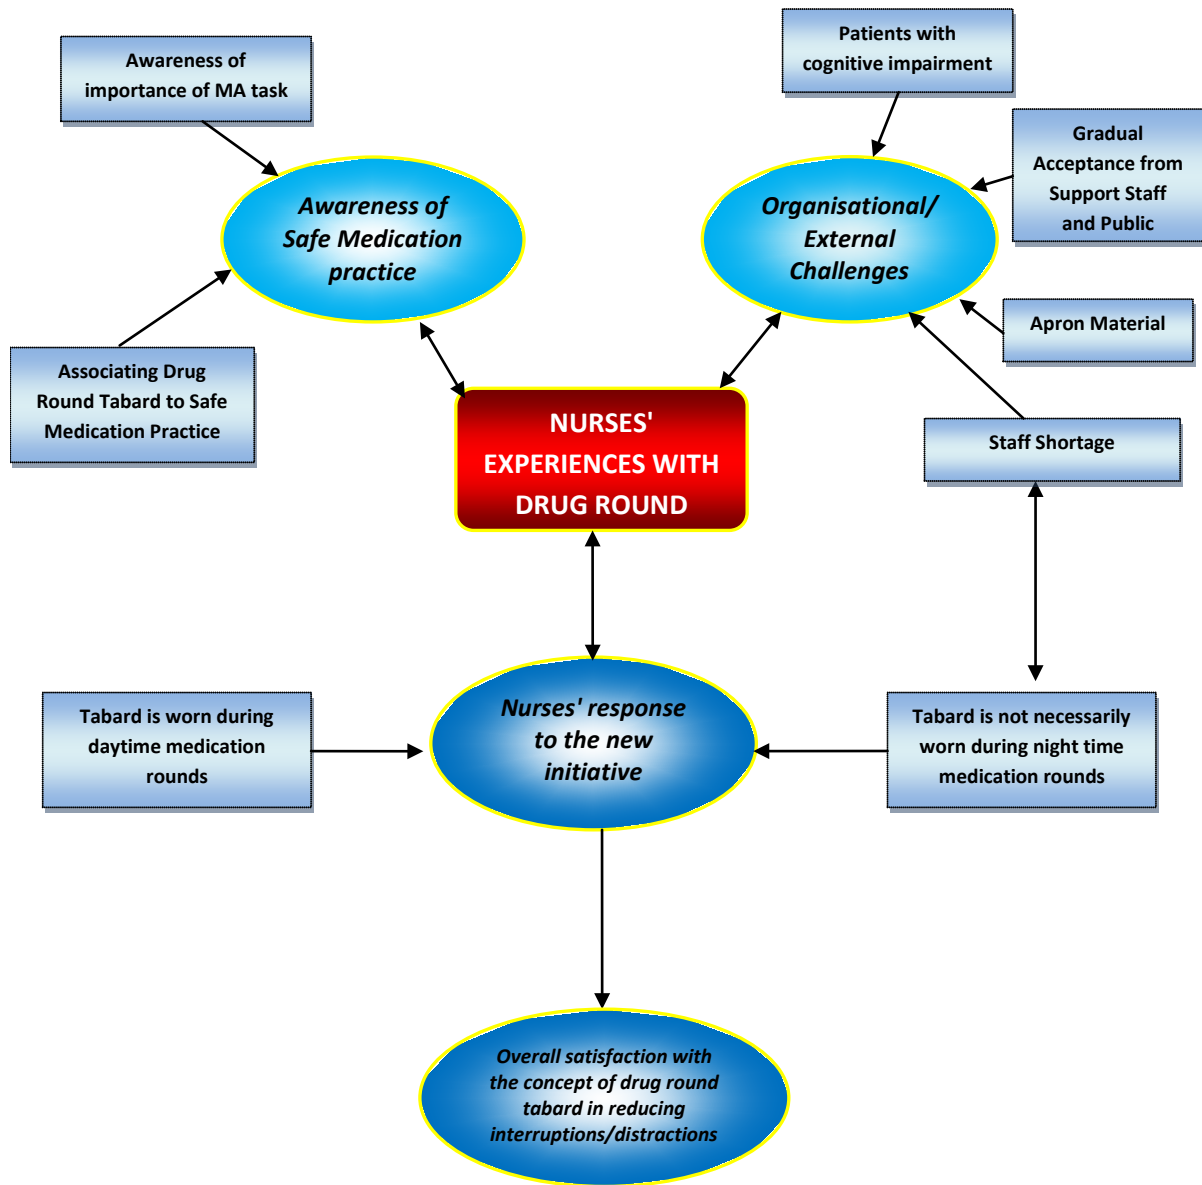 Awareness of
importance of MA task
Patients with
cognitive impairment
Gradual
Acceptance from
Support Staff
and Public
Awareness of
Safe Medication
practice
Organisational/
External
Challenges
Apron Material
Associating Drug
Round Tabard to Safe
Medication Practice
NURSES'
EXPERIENCES WITH
DRUG ROUND
Staff Shortage
Tabard is worn during
daytime medication
rounds
Nurses' response
to the new
initiative
Tabard is not necessarily
worn during night time
medication rounds
Overall satisfaction with
the concept of drug round
tabard in reducing
interruptions/distractions